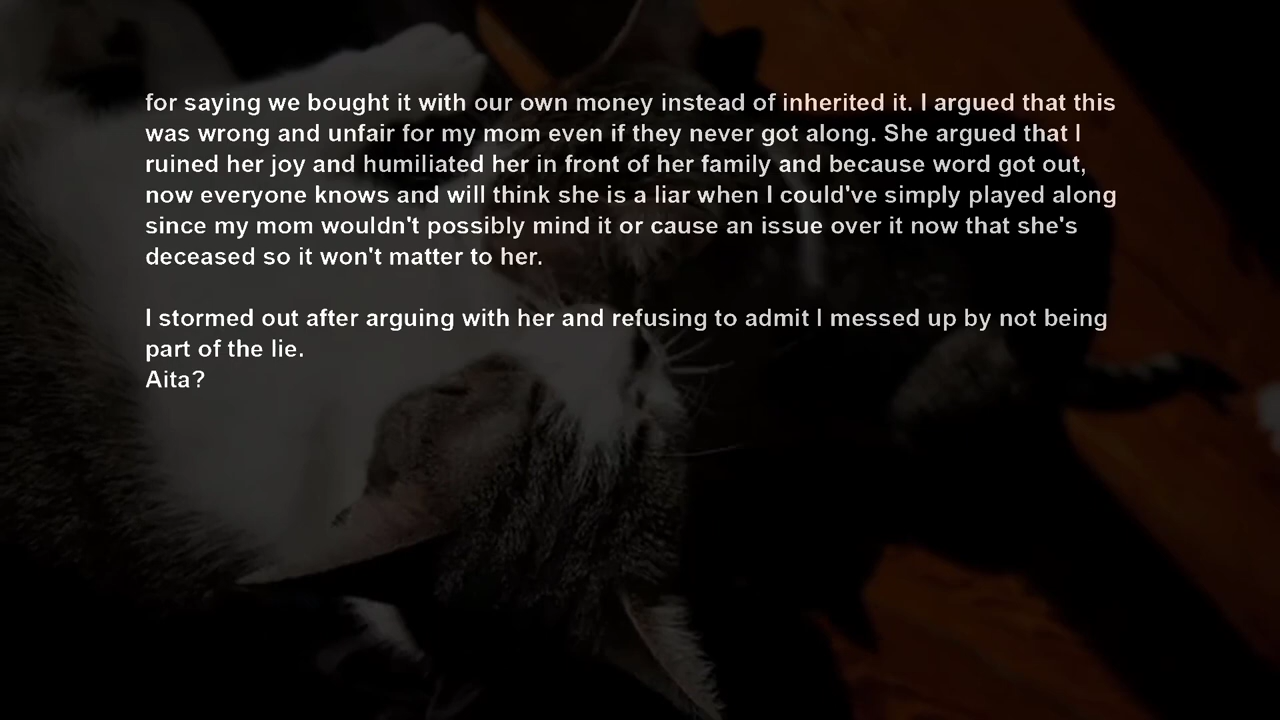 for saying we bought it with our own money instead of inherited it. I argued that this
was wrong and unfair for my mom even if they never got along. She argued that I
ruined her joy and humiliated her in front of her family and because word got out,
now everyone knows and will think she is a liar when I could've simply played along
since my mom wouldn't possibly mind it or cause an issue over it now that she's
deceased so it won't matter to her.
I stormed out after arguing with her and refusing to admit I messed up by not being
part of the lie.
Aita?